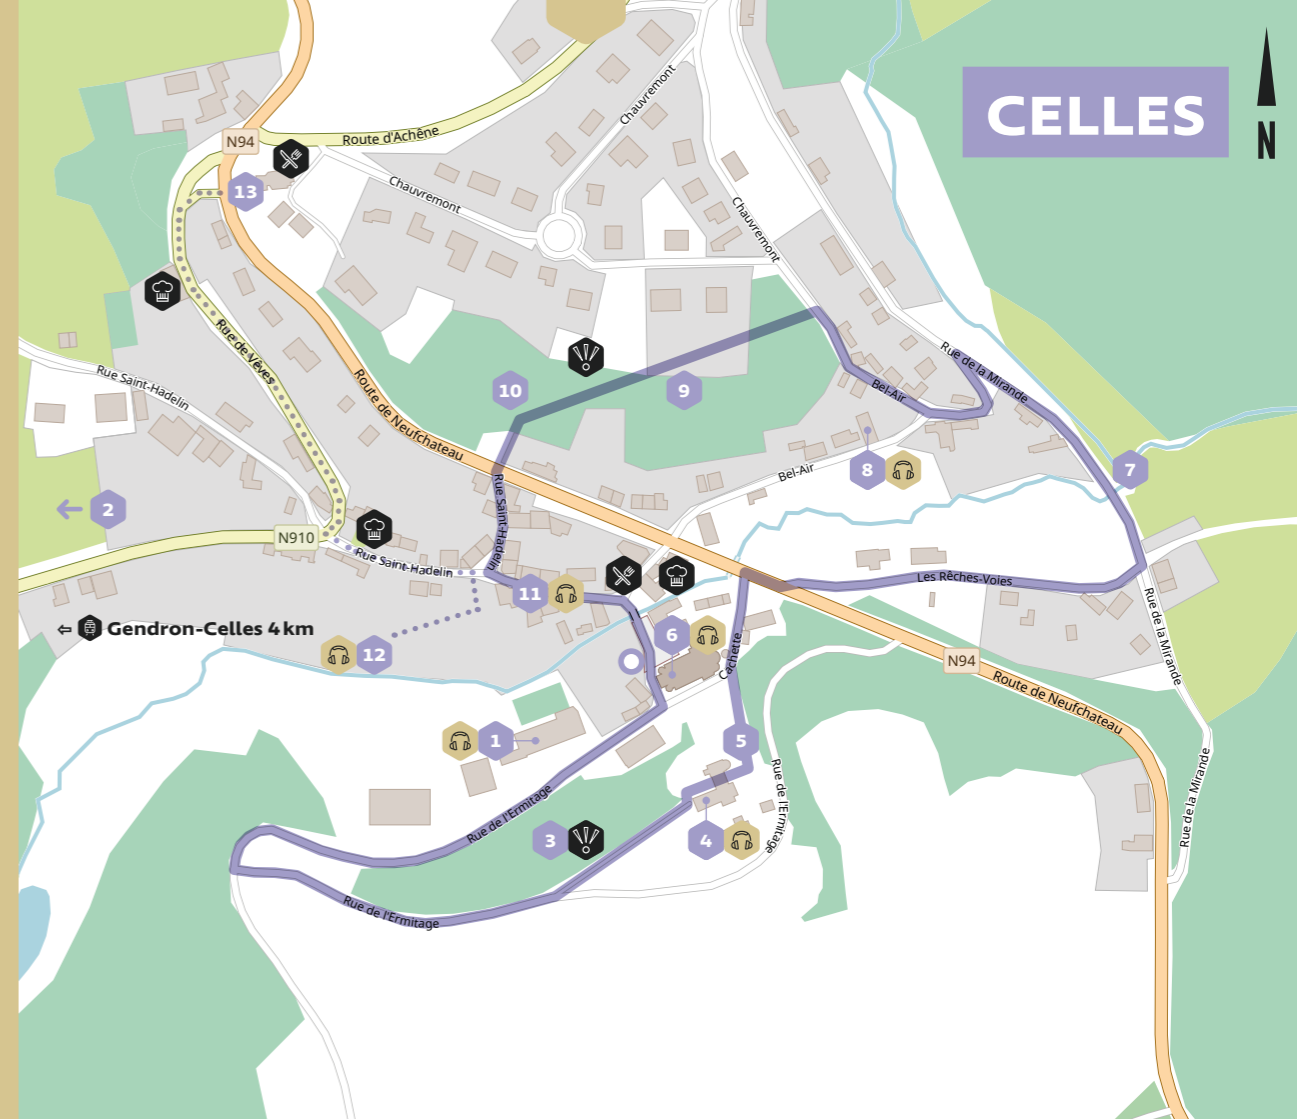 CELLES
N
Route d'Achêne
N94
Chauvremont
Chauvremont
Chauvremont
13
Rue de Vêves
Rue Saint-Hadelin
Route de Neufchateau
Rue de la Mirande
10
9
Bel-Air
Bel-Air
8
7
2
N910
Rue Saint-Hadelin
Rue Saint-Hadelin
11
Les Rêches-Voies
Rue de la Mirande
Gendron-Celles 4 km
12
6
Cachette
N94
Route de Neufchateau
1
5
Rue de l'Ermitage
Rue de la Mirande
Rue de l'Ermitage
3
4
Rue de l'Ermitage